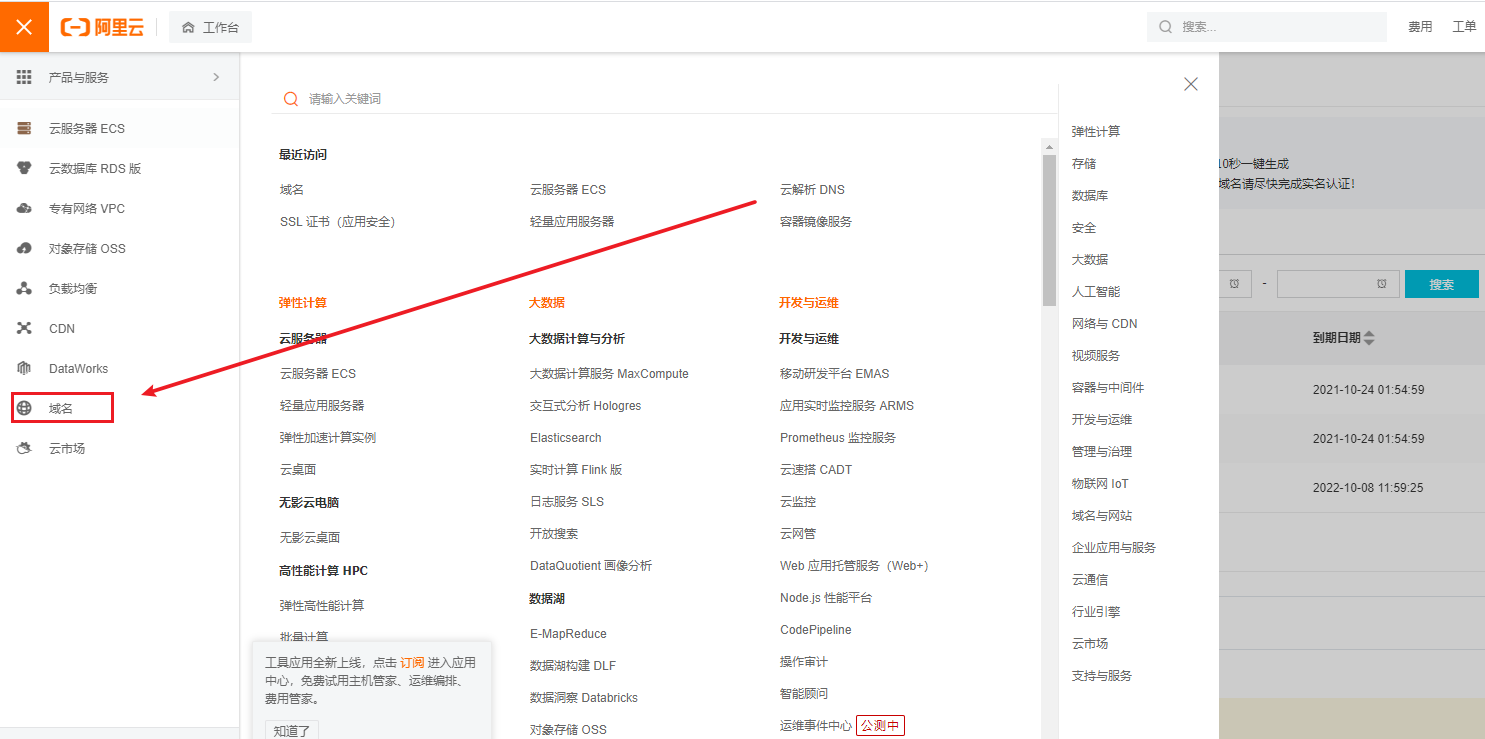 阿里云
工作台
搜索...
费用
工单
产品与服务
云服务器 ECS
云数据库 RDS 版
专有网络 VPC
对象存储 OSS
负载均衡
CDN
DataWorks
域名
云市场
请输入关键词
最近访问
域名
云服务器 ECS
云解析 DNS
SSL 证书（应用安全）
轻量应用服务器
容器镜像服务
弹性计算
云服务器
云服务器 ECS
轻量应用服务器
弹性加速计算实例
云桌面
无影云电脑
无影云桌面
高性能计算 HPC
弹性高性能计算
批量计算
工具应用全新上线，点击 订阅 进入应用
中心，免费试用主机管家、运维编排、
费用管家。
知道了
大数据
大数据计算与分析
大数据计算服务 MaxCompute
交互式分析 Hologres
Elasticsearch
实时计算 Flink 版
日志服务 SLS
开放搜索
DataQuotient 画像分析
数据湖
E-MapReduce
数据湖构建 DLF
数据洞察 Databricks
对象存储 OSS
开发与运维
开发与运维
移动研发平台 EMAS
应用实时监控服务 ARMS
Prometheus 监控服务
云速搭 CADT
云监控
云网管
Web 应用托管服务（Web+）
Node.js 性能平台
CodePipeline
操作审计
智能顾问
运维事件中心 公测中
弹性计算
存储
数据库
安全
大数据
人工智能
网络与 CDN
视频服务
容器与中间件
开发与运维
管理与治理
物联网 IoT
域名与网站
企业应用与服务
云通信
行业引擎
云市场
支持与服务
10秒一键生成
域名请尽快完成实名认证！
-
搜索
到期日期
2021-10-24 01:54:59
2021-10-24 01:54:59
2022-10-08 11:59:25